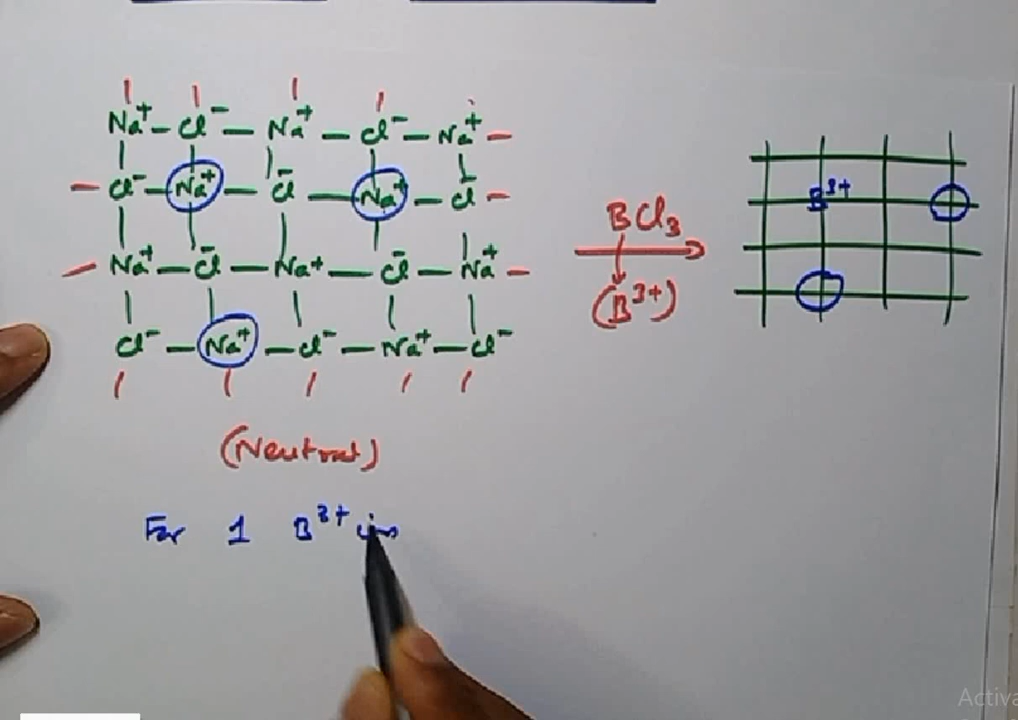 Na⁺ – Cl⁻ – Na⁺ – Cl⁻ – Na⁺ –
– Cl⁻ – Na⁺ – Cl⁻ – Na⁺ – Cl –
– Na⁺ – Cl⁻ – Na⁺ – Cl⁻ – Na⁺ –
Cl⁻ – Na⁺ – Cl⁻ – Na⁺ – Cl⁻
BCl₃
(B³⁺)
B³⁺
(Neutral)
For 1 B³⁺ ion
Activa